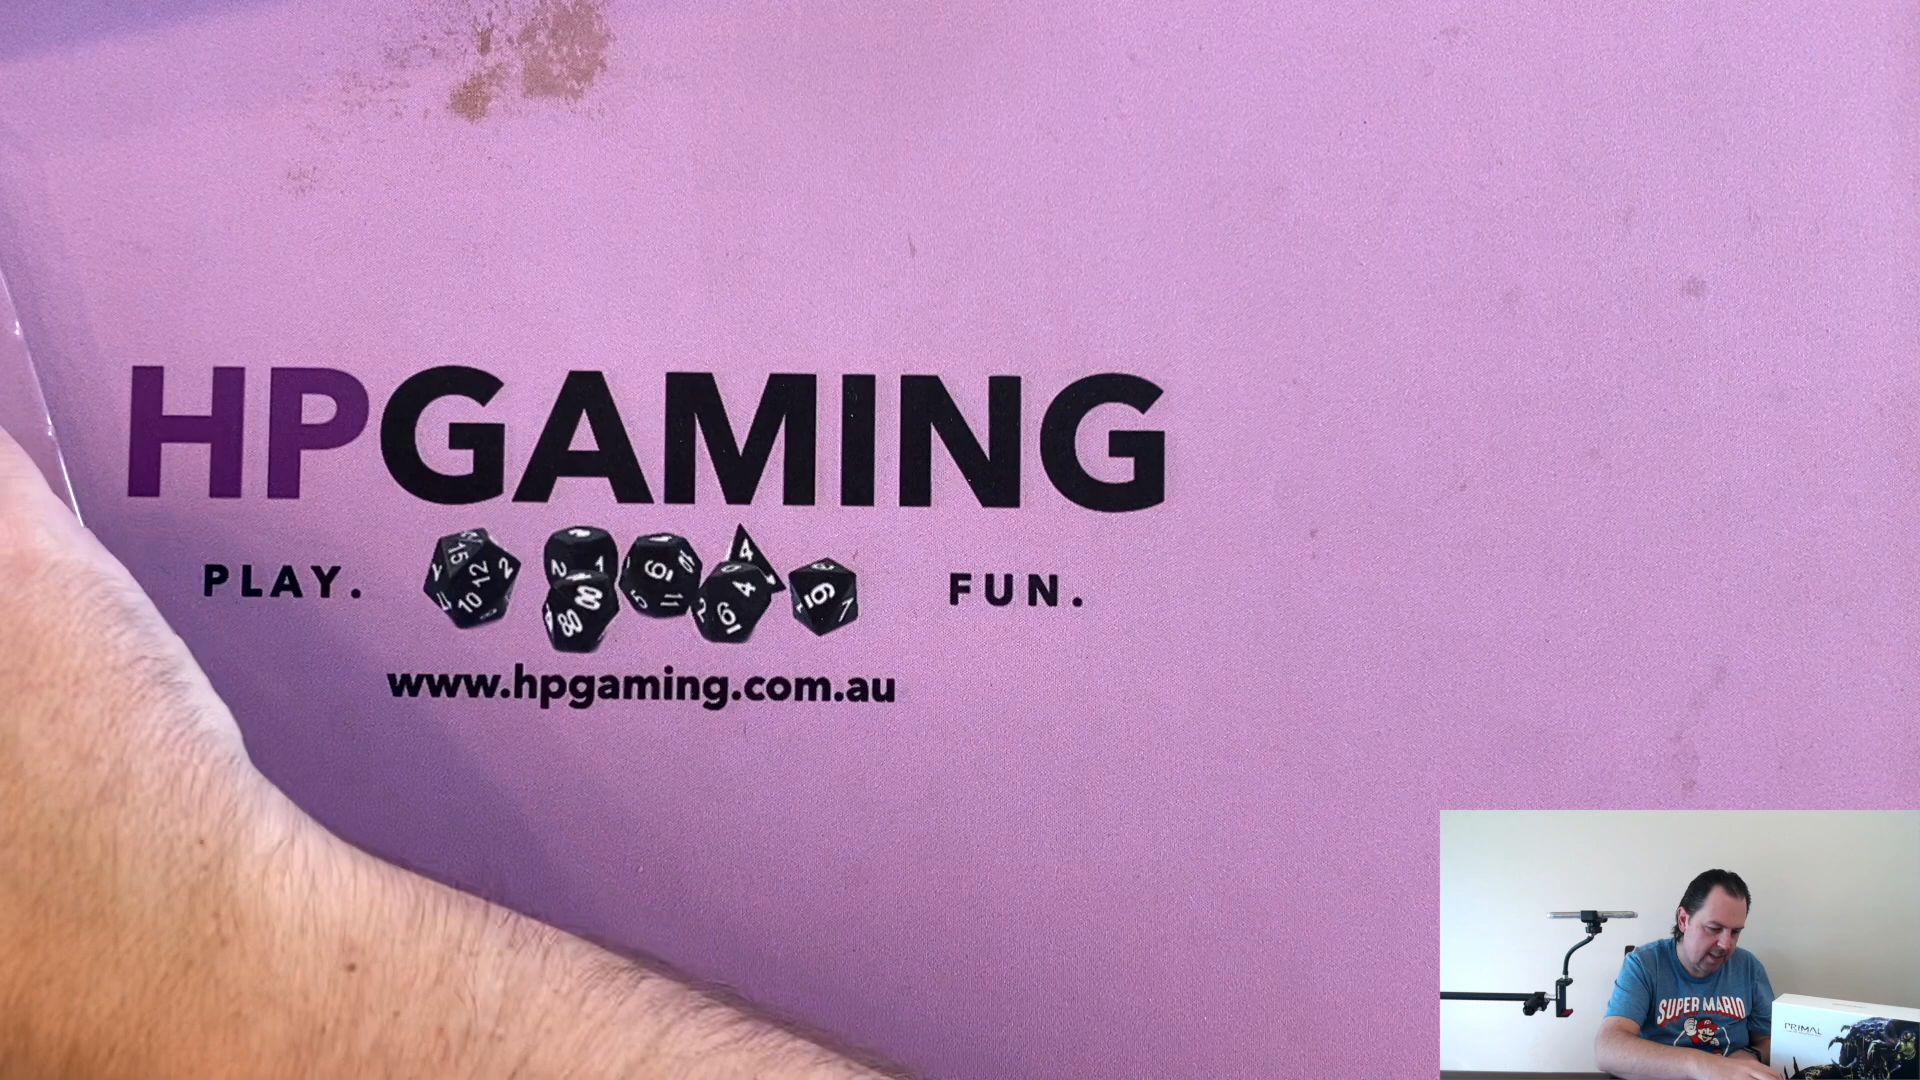 HPGAMING
PLAY. FUN.
www.hpgaming.com.au
SUPER MARIO
PRIMAL